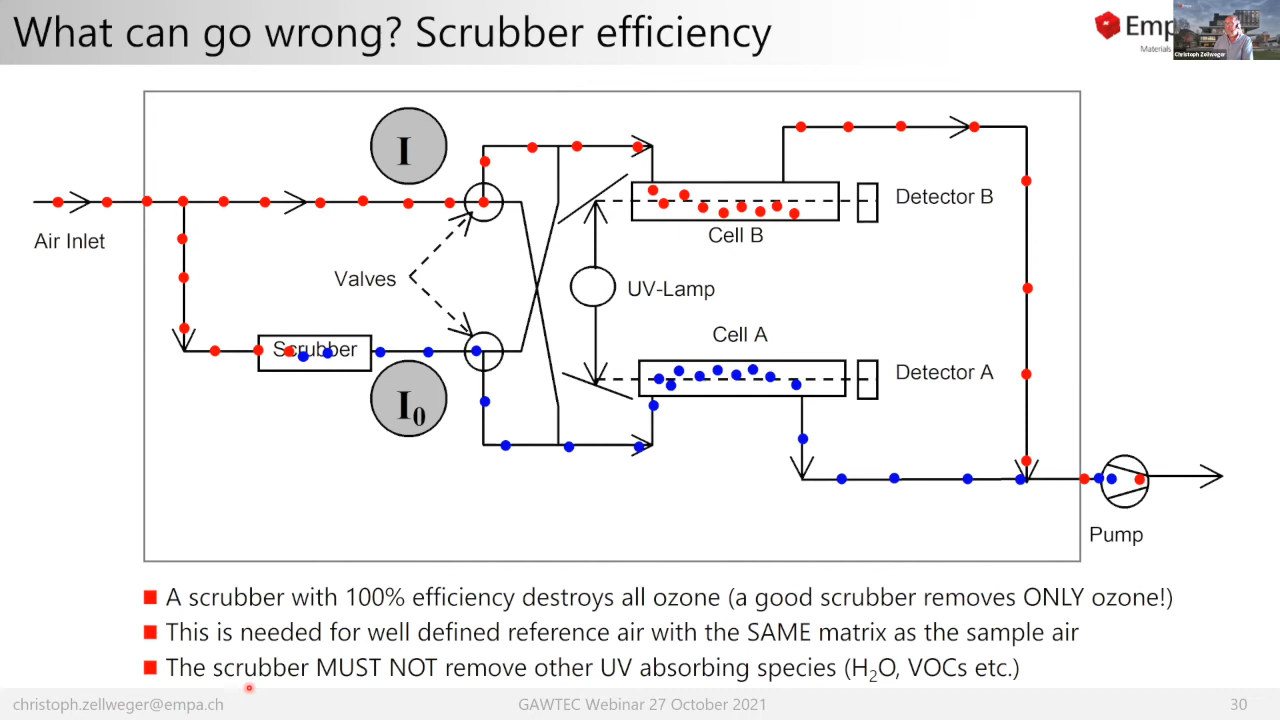 What can go wrong? Scrubber efficiency
Emp
Materials
Christoph Zellweger
I
Air Inlet
Valves
Scrubber
I₀
UV-Lamp
Cell B
Detector B
Cell A
Detector A
Pump
A scrubber with 100% efficiency destroys all ozone (a good scrubber removes ONLY ozone!)
This is needed for well defined reference air with the SAME matrix as the sample air
The scrubber MUST NOT remove other UV absorbing species (H₂O, VOCs etc.)
christoph.zellweger@empa.ch
GAWTEC Webinar 27 October 2021
30